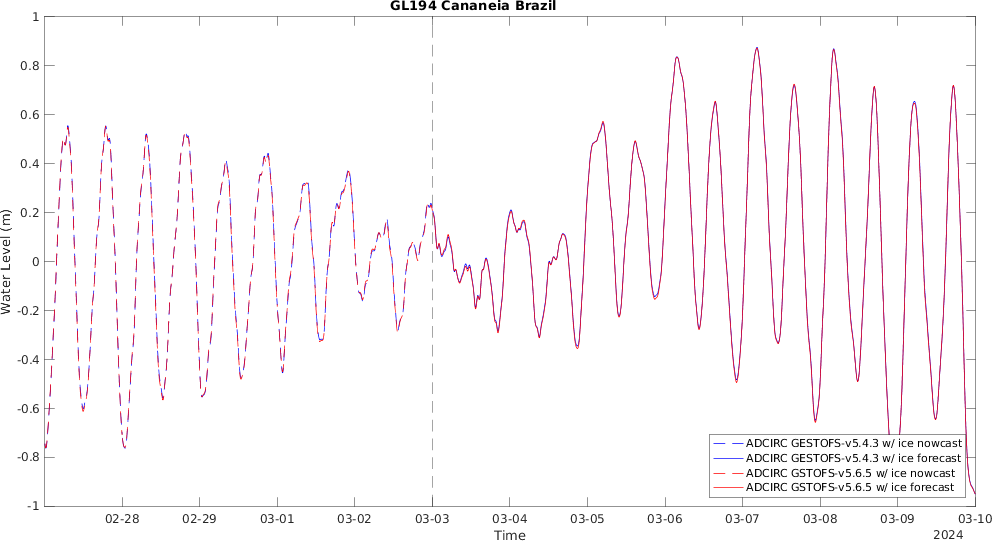 GL194 Cananeia Brazil
1
0.8
0.6
0.4
0.2
0
-0.2
-0.4
-0.6
-0.8
-1
Water Level (m)
ADCIRC GESTOFS-v5.4.3 w/ ice nowcast
ADCIRC GESTOFS-v5.4.3 w/ ice forecast
ADCIRC GSTOFS-v5.6.5 w/ ice nowcast
ADCIRC GSTOFS-v5.6.5 w/ ice forecast
02-28 02-29 03-01 03-02 03-03 03-04 03-05 03-06 03-07 03-08 03-09 03-10
Time
2024